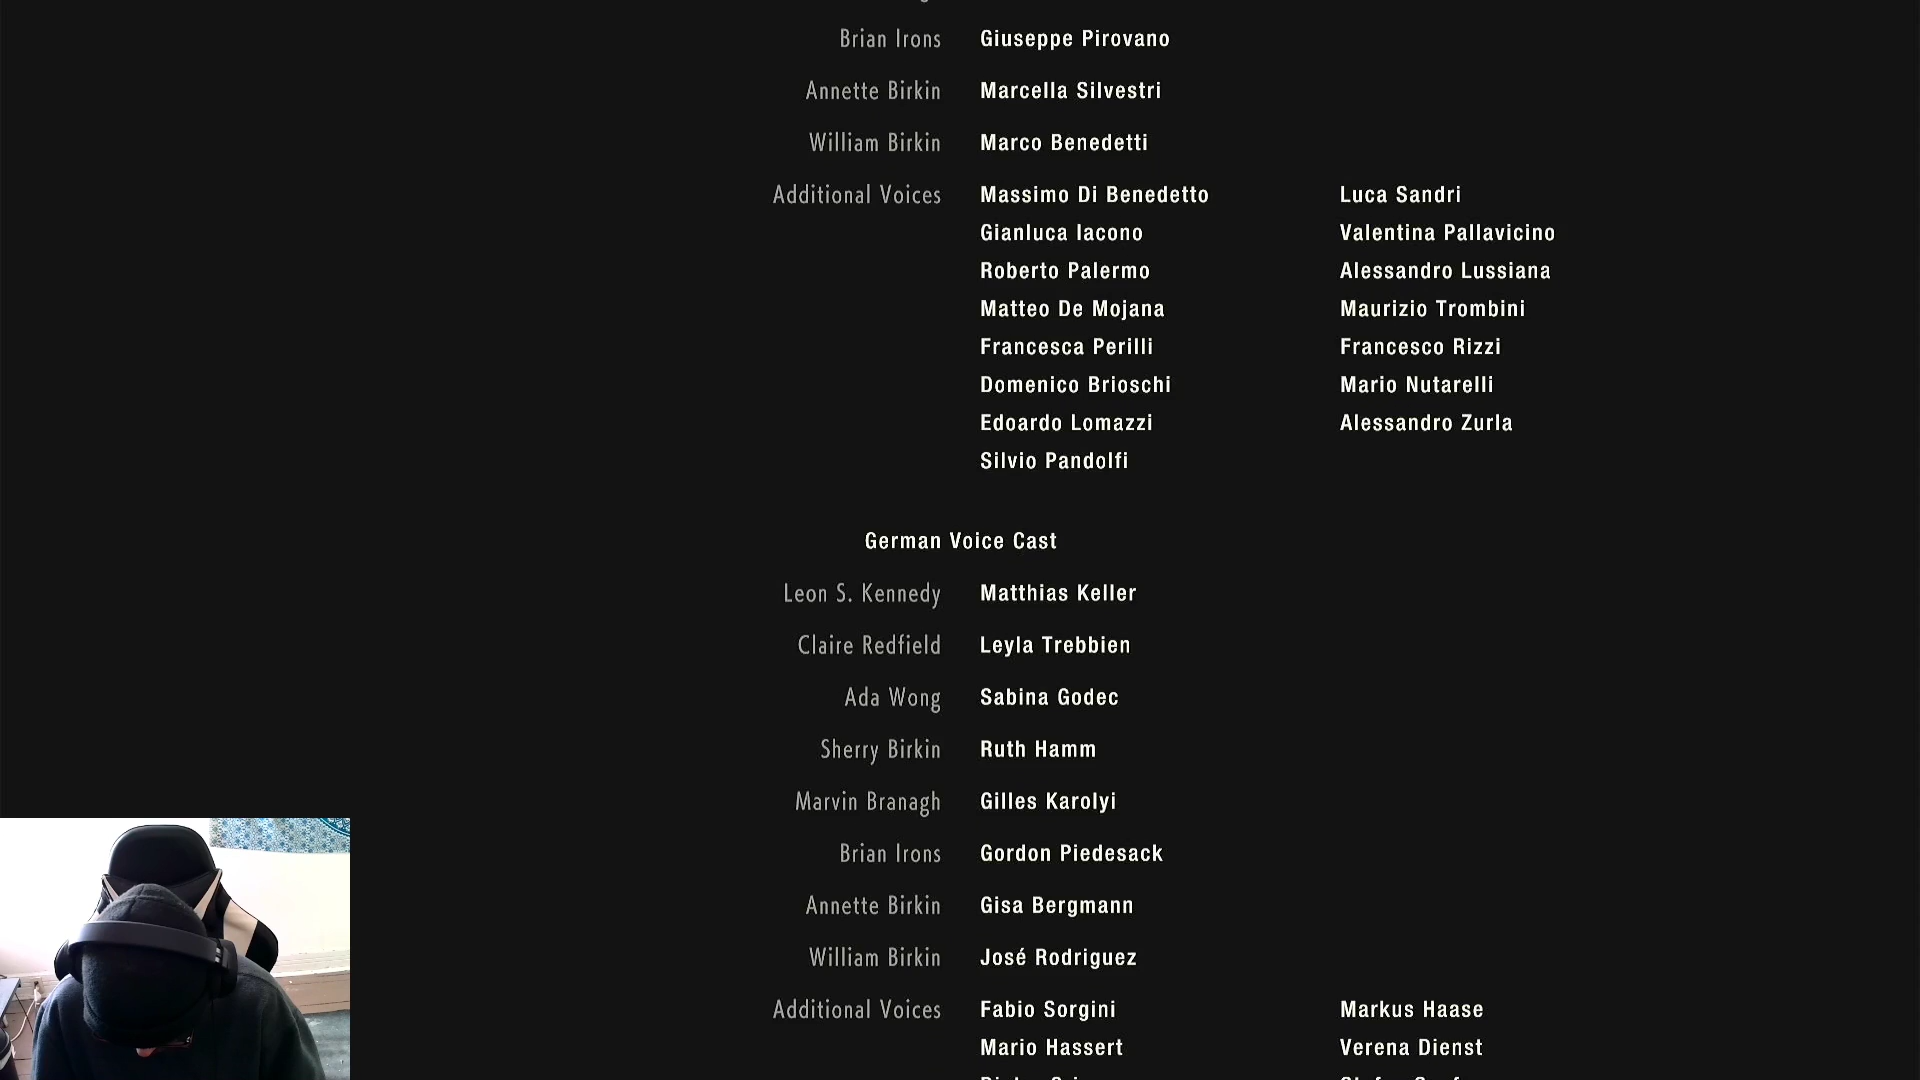 Brian Irons Giuseppe Pirovano
Annette Birkin Marcella Silvestri
William Birkin Marco Benedetti
Additional Voices Massimo Di Benedetto Luca Sandri
Gianluca Iacono Valentina Pallavicino
Roberto Palermo Alessandro Lussiana
Matteo De Mojana Maurizio Trombini
Francesca Perilli Francesco Rizzi
Domenico Brioschi Mario Nutarelli
Edoardo Lomazzi Alessandro Zurla
Silvio Pandolfi
German Voice Cast
Leon S. Kennedy Matthias Keller
Claire Redfield Leyla Trebbien
Ada Wong Sabina Godec
Sherry Birkin Ruth Hamm
Marvin Branagh Gilles Karolyi
Brian Irons Gordon Piedesack
Annette Birkin Gisa Bergmann
William Birkin José Rodriguez
Additional Voices Fabio Sorgini Markus Haase
Mario Hassert Verena Dienst